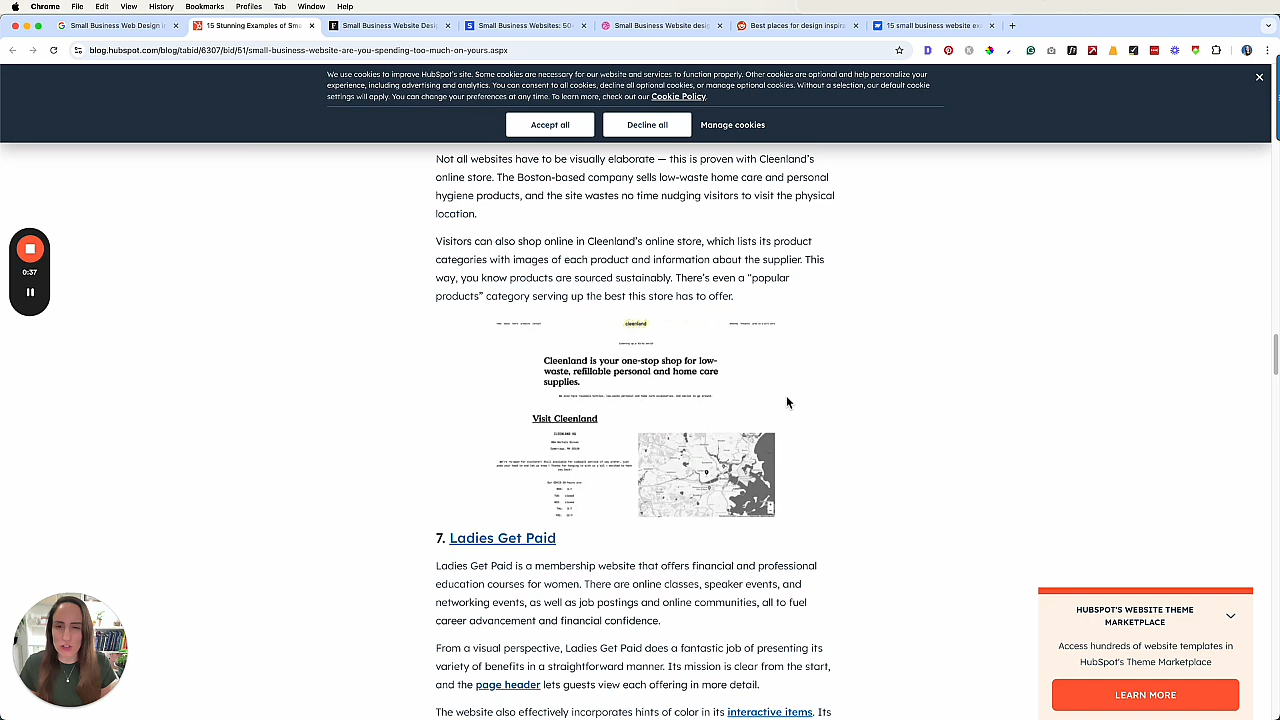 Chrome File Edit View History Bookmarks Profiles Tab Window Help
Small Business Web Design in
15 Stunning Examples of Sma
Small Business Website Desi
Small Business Websites: 50
Small Business Website desig
Best places for design inspira
15 small business website ex
blog.hubspot.com/blog/tabid/6307/bid/51/small-business-website-are-you-spending-too-much-on-yours.aspx
We use cookies to improve HubSpot's site. Some cookies are necessary for our website and services to function properly. Other cookies are optional and help personalize your
experience, including advertising and analytics. You can consent to all cookies, decline all optional cookies, or manage optional cookies. Without a selection, our default cookie
settings will apply. You can change your preferences at any time. To learn more, check out our Cookie Policy.
Accept all
Decline all
Manage cookies
Not all websites have to be visually elaborate — this is proven with Cleenland's
online store. The Boston-based company sells low-waste home care and personal
hygiene products, and the site wastes no time nudging visitors to visit the physical
location.
Visitors can also shop online in Cleenland's online store, which lists its product
categories with images of each product and information about the supplier. This
way, you know products are sourced sustainably. There's even a "popular
products" category serving up the best this store has to offer.
0:37
cleenland
Cleenland is your one-stop shop for low-
waste, refillable personal and home care
supplies.
Visit Cleenland
7. Ladies Get Paid
Ladies Get Paid is a membership website that offers financial and professional
education courses for women. There are online classes, speaker events, and
networking events, as well as job postings and online communities, all to fuel
career advancement and financial confidence.
From a visual perspective, Ladies Get Paid does a fantastic job of presenting its
variety of benefits in a straightforward manner. Its mission is clear from the start,
and the page header lets guests view each offering in more detail.
The website also effectively incorporates hints of color in its interactive items. Its
HUBSPOT'S WEBSITE THEME
MARKETPLACE
Access hundreds of website templates in
HubSpot's Theme Marketplace
LEARN MORE